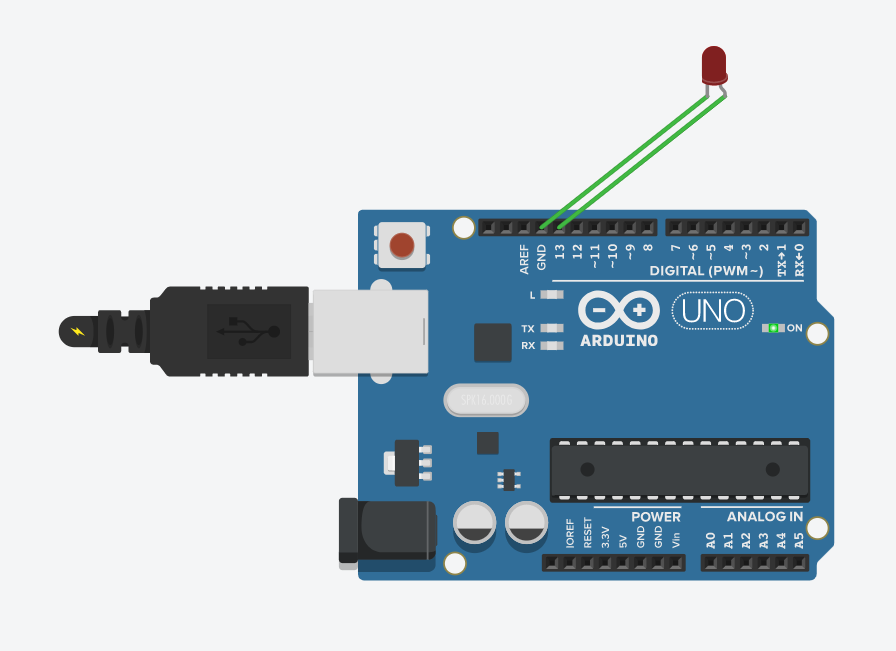 AREF
GND
13
12
~11
~10
~9
8
7
~6
~5
4
~3
2
TX→1
RX←0
DIGITAL (PWM~)
L
TX
RX
UNO
ON
ARDUINO
SPK16.000G
POWER
ANALOG IN
IOREF
RESET
3.3V
5V
GND
GND
Vin
A0
A1
A2
A3
A4
A5